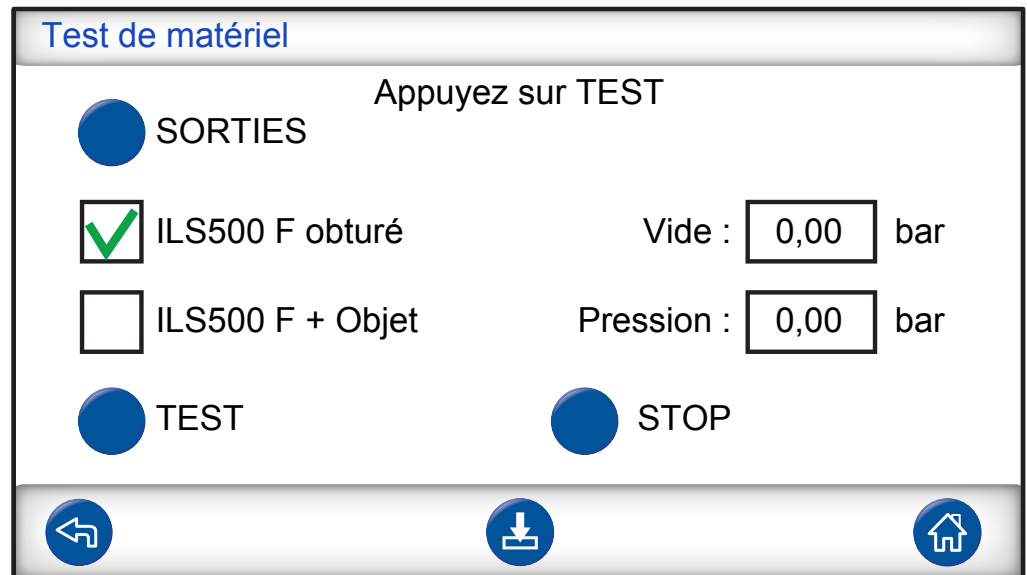 Test de matériel
Appuyez sur TEST
SORTIES
ILS500 F obturé Vide : 0,00 bar
ILS500 F + Objet Pression : 0,00 bar
TEST STOP